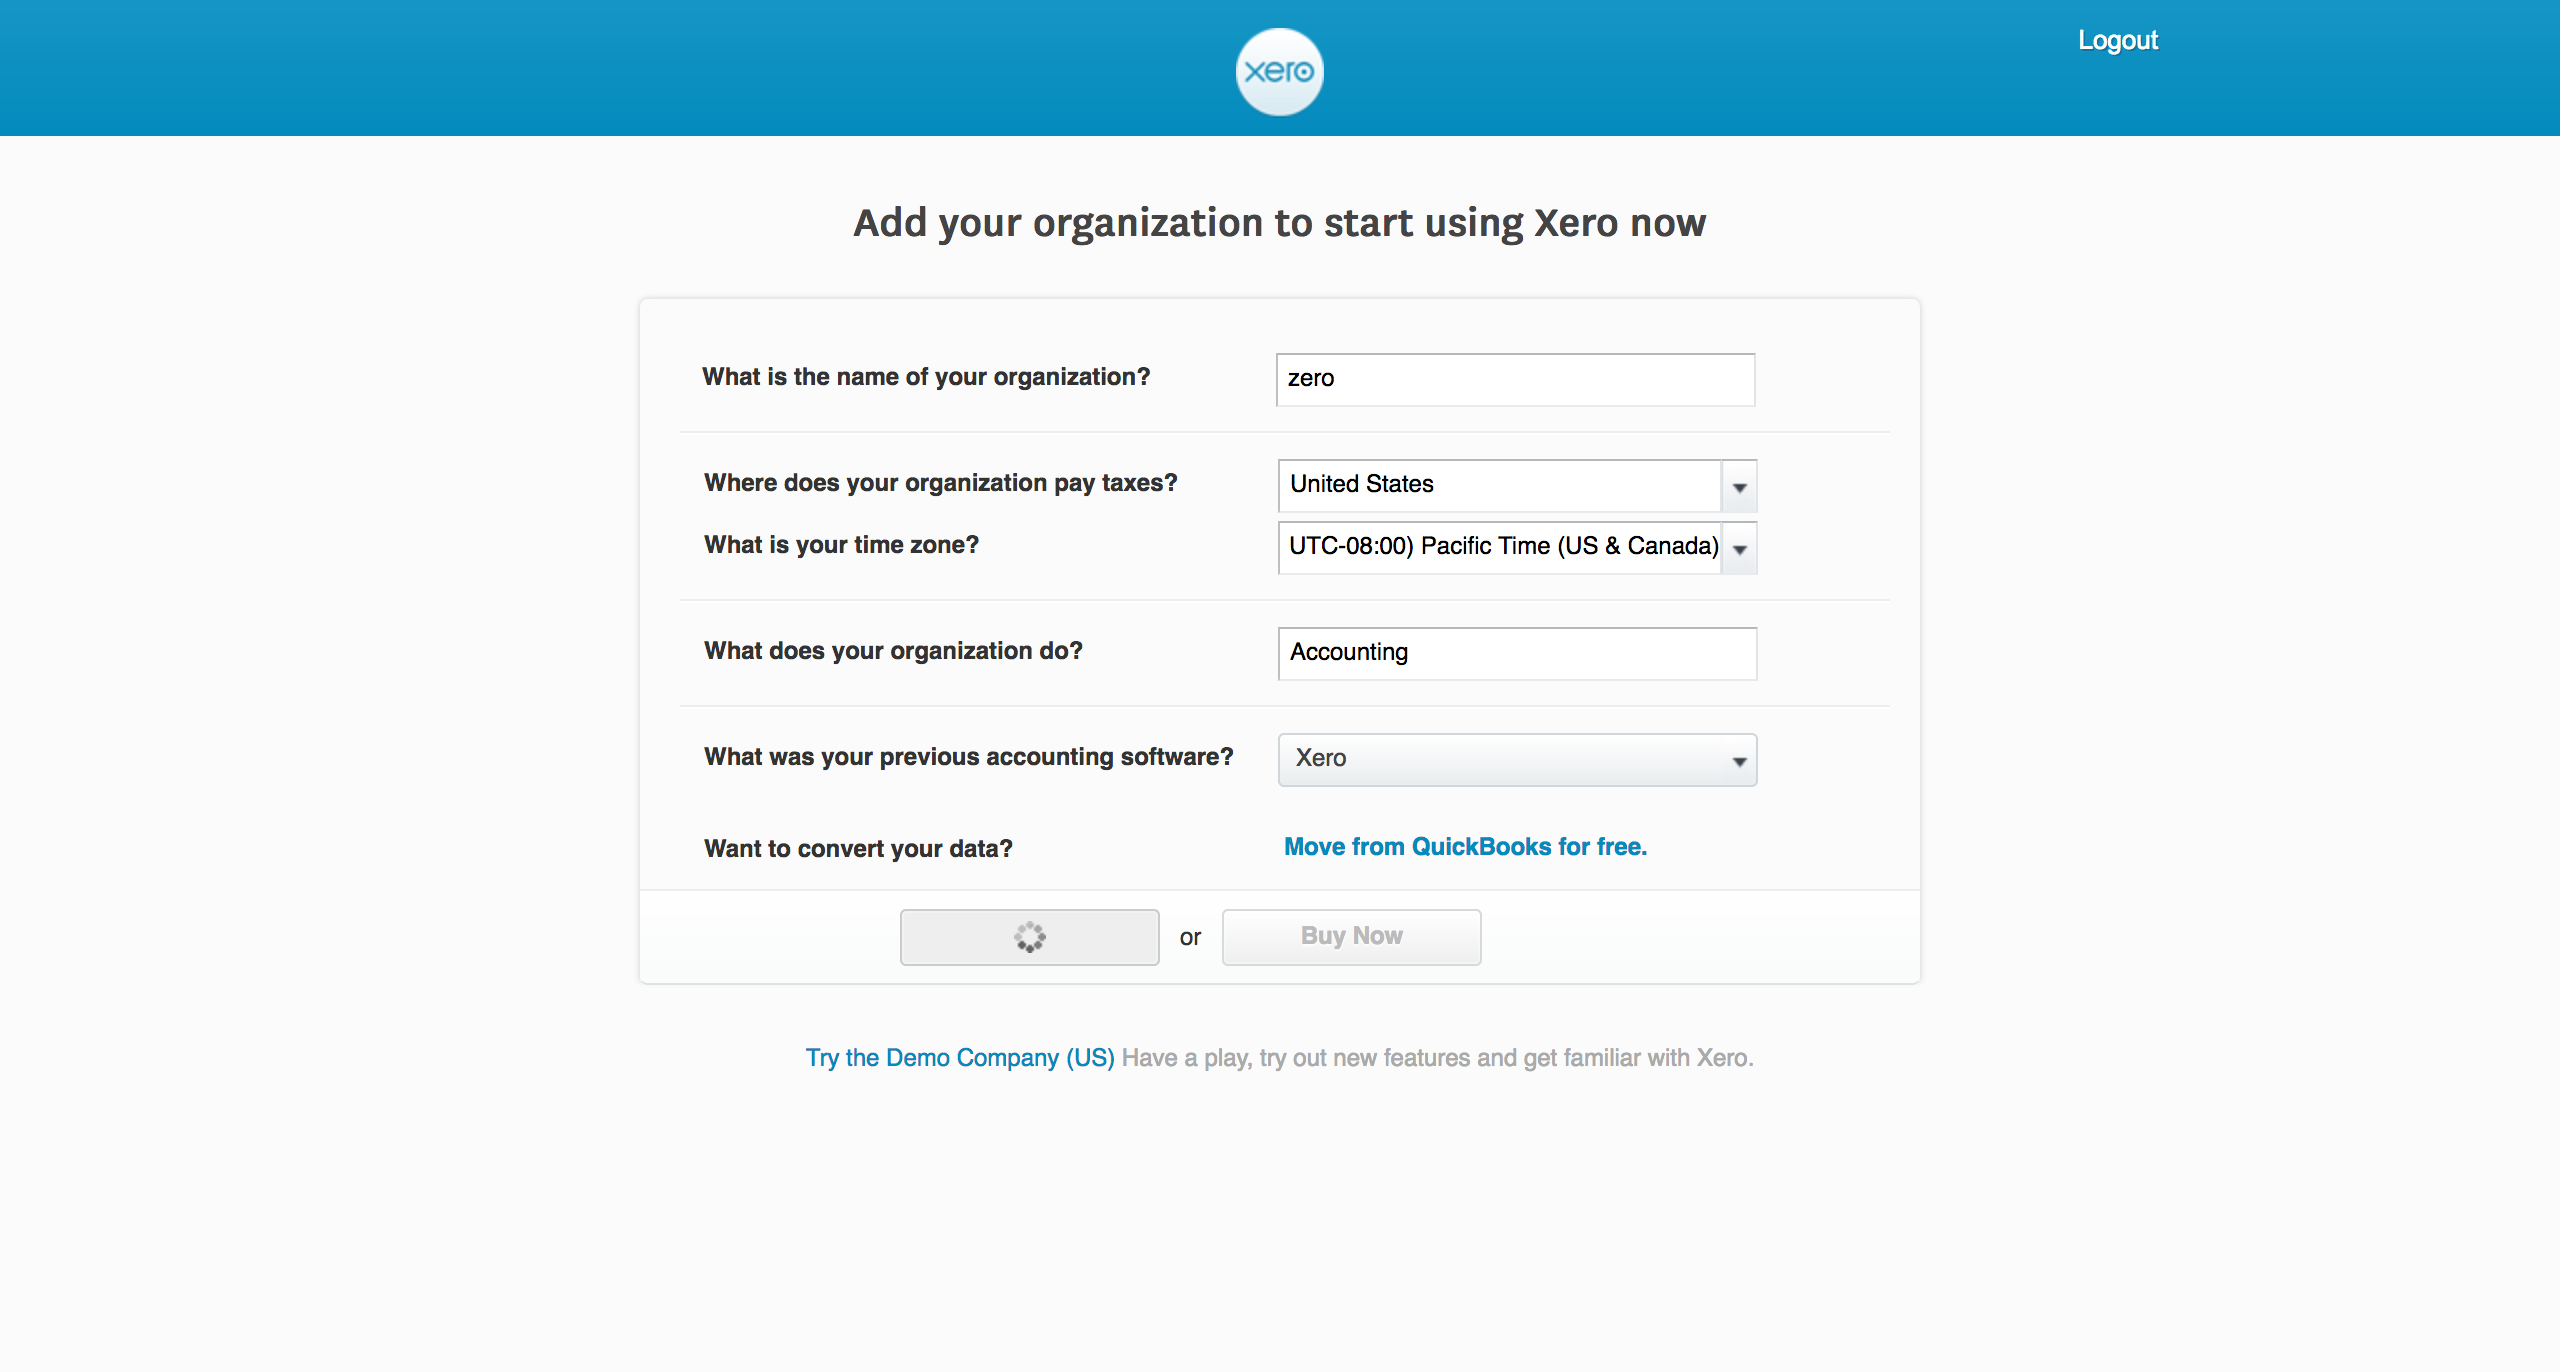 xero
Logout
Add your organization to start using Xero now
What is the name of your organization? zero
Where does your organization pay taxes? United States
What is your time zone? UTC-08:00) Pacific Time (US & Canada)
What does your organization do? Accounting
What was your previous accounting software? Xero
Want to convert your data? Move from QuickBooks for free.
or Buy Now
Try the Demo Company (US) Have a play, try out new features and get familiar with Xero.